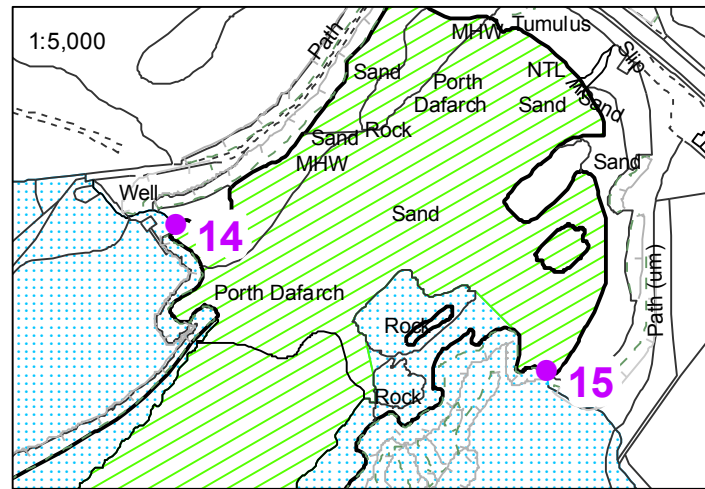 1:5,000
Path
MHW
Tumulus
Slip
Sand
Porth
Dafarch
NTL
Sand
Sand
Sand
Rock
MHW
Sand
Well
14
Sand
Path (um)
Porth Dafarch
Rock
Rock
15